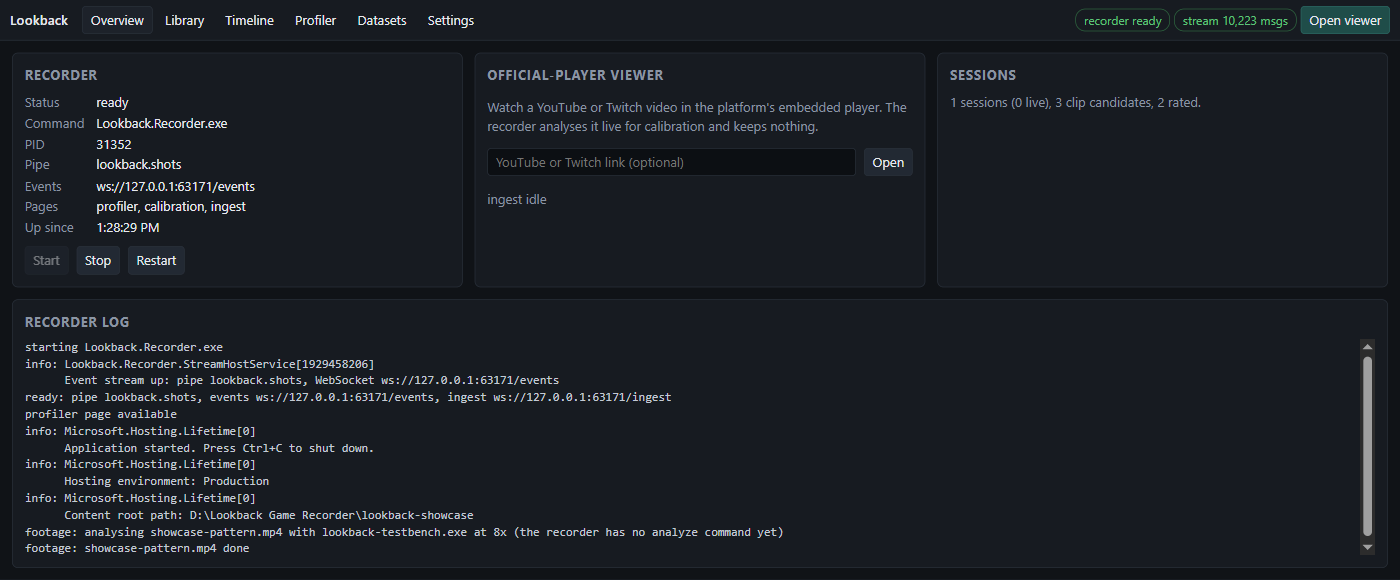 Lookback Overview Library Timeline Profiler Datasets Settings recorder ready stream 10,223 msgs Open viewer
RECORDER
Status ready
Command Lookback.Recorder.exe
PID 31352
Pipe lookback.shots
Events ws://127.0.0.1:63171/events
Pages profiler, calibration, ingest
Up since 1:28:29 PM
Start Stop Restart
OFFICIAL-PLAYER VIEWER
Watch a YouTube or Twitch video in the platform's embedded player. The
recorder analyses it live for calibration and keeps nothing.
YouTube or Twitch link (optional) Open
ingest idle
SESSIONS
1 sessions (0 live), 3 clip candidates, 2 rated.
RECORDER LOG
starting Lookback.Recorder.exe
info: Lookback.Recorder.StreamHostService[1929458206]
Event stream up: pipe lookback.shots, WebSocket ws://127.0.0.1:63171/events
ready: pipe lookback.shots, events ws://127.0.0.1:63171/events, ingest ws://127.0.0.1:63171/ingest
profiler page available
info: Microsoft.Hosting.Lifetime[0]
Application started. Press Ctrl+C to shut down.
info: Microsoft.Hosting.Lifetime[0]
Hosting environment: Production
info: Microsoft.Hosting.Lifetime[0]
Content root path: D:\Lookback Game Recorder\lookback-showcase
footage: analysing showcase-pattern.mp4 with lookback-testbench.exe at 8x (the recorder has no analyze command yet)
footage: showcase-pattern.mp4 done